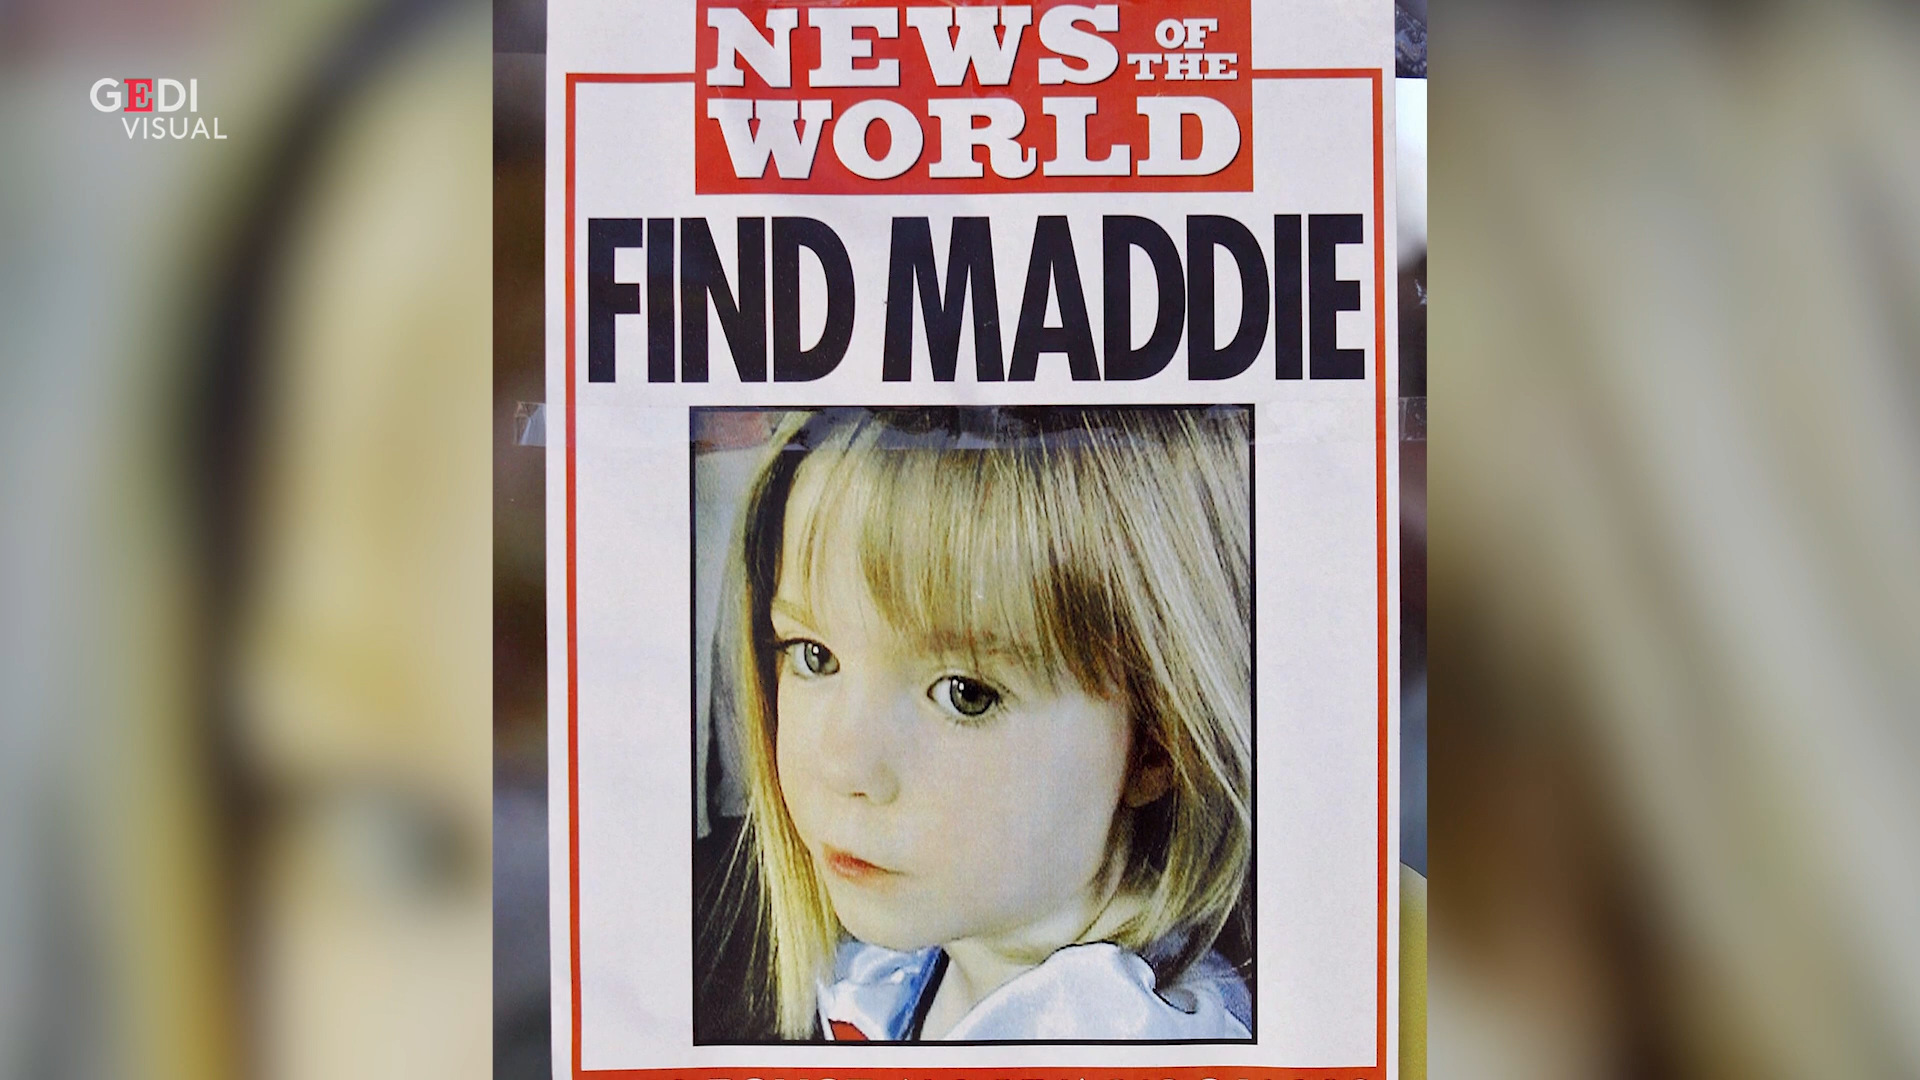 GEDI
VISUAL
NEWS OF THE
WORLD
FIND MADDIE